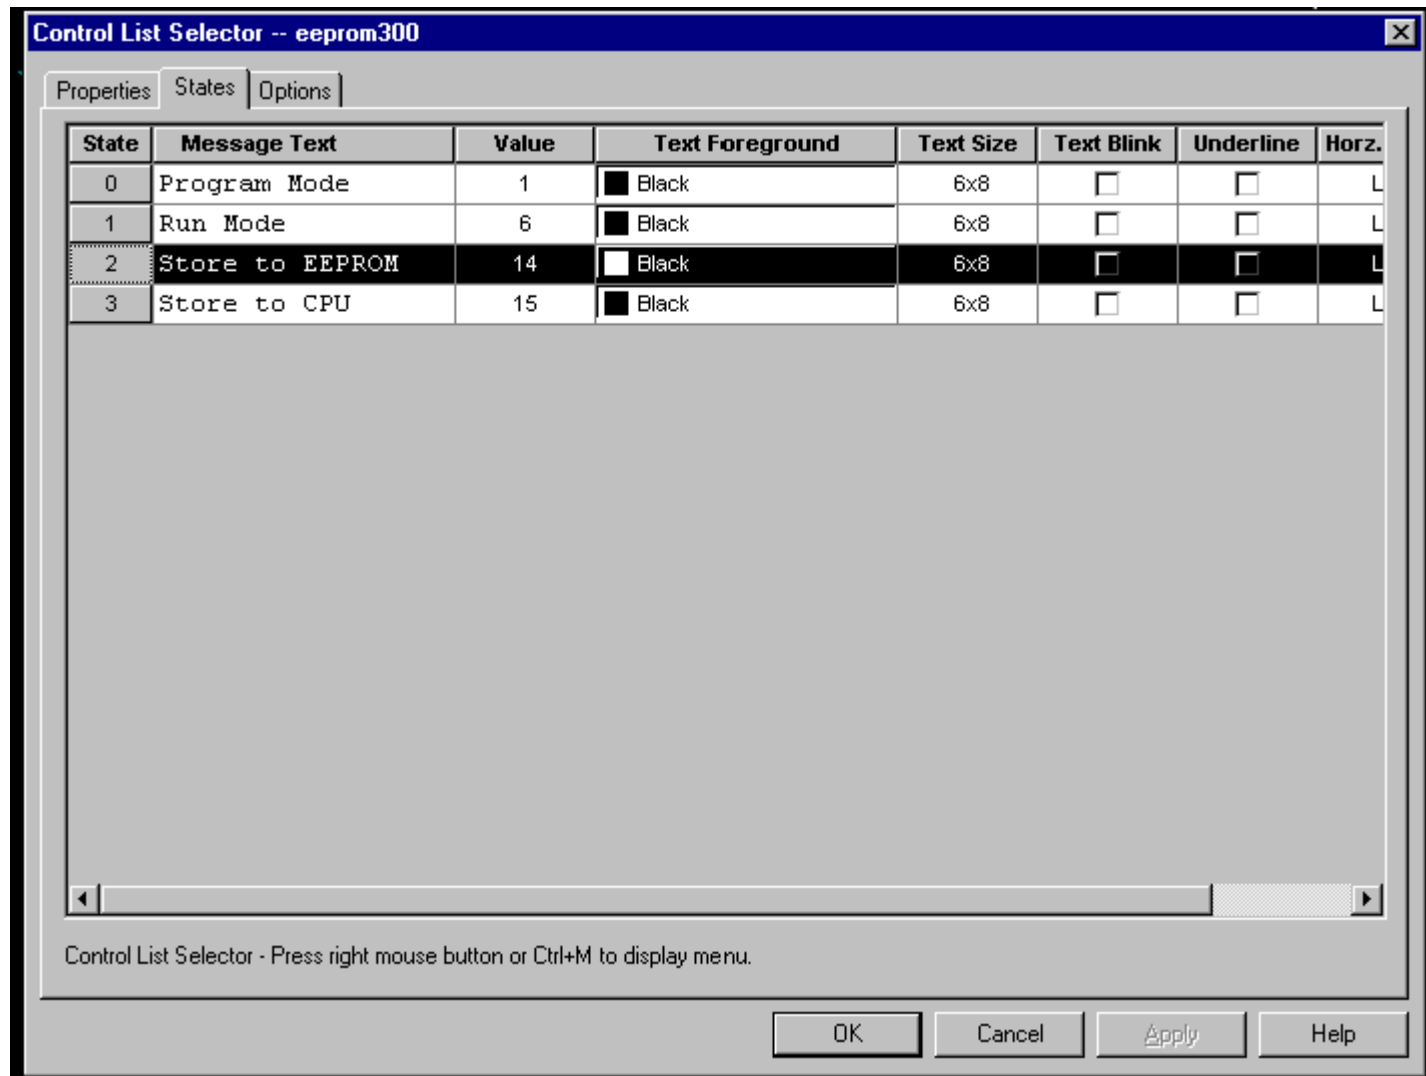 Control List Selector -- eeprom300
Properties States Options
State Message Text Value Text Foreground Text Size Text Blink Underline Horz.
0 Program Mode 1 Black 6x8 L
1 Run Mode 6 Black 6x8 L
2 Store to EEPROM 14 Black 6x8 L
3 Store to CPU 15 Black 6x8 L
Control List Selector - Press right mouse button or Ctrl+M to display menu.
OK Cancel Apply Help